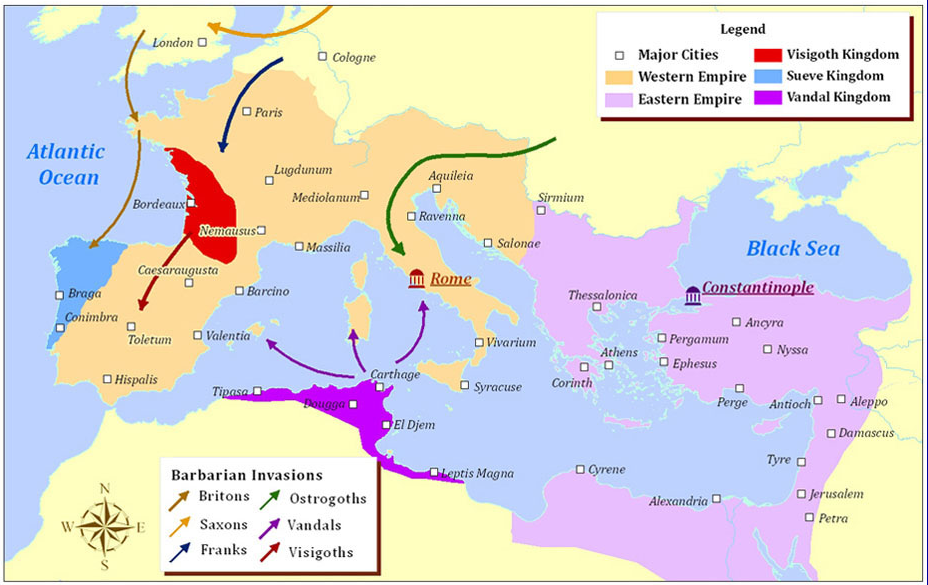 Legend
Major Cities
Western Empire
Eastern Empire
Visigoth Kingdom
Sueve Kingdom
Vandal Kingdom
London
Cologne
Paris
Atlantic
Ocean
Lugdunum
Mediolanum
Aquileia
Bordeaux
Ravenna
Sirmium
Nemausus
Massilia
Salonae
Black Sea
Caesaraugusta
Rome
Constantinople
Braga
Barcino
Thessalonica
Conimbra
Toletum
Valentia
Vivarium
Ancyra
Pergamum
Nyssa
Athens
Ephesus
Hispalis
Carthage
Syracuse
Corinth
Tipasa
Dougga
Perge
Antioch
Aleppo
El Djem
Damascus
Leptis Magna
Cyrene
Tyre
Alexandria
Jerusalem
Petra
Barbarian Invasions
Britons
Saxons
Franks
Ostrogoths
Vandals
Visigoths
N
W
E
S